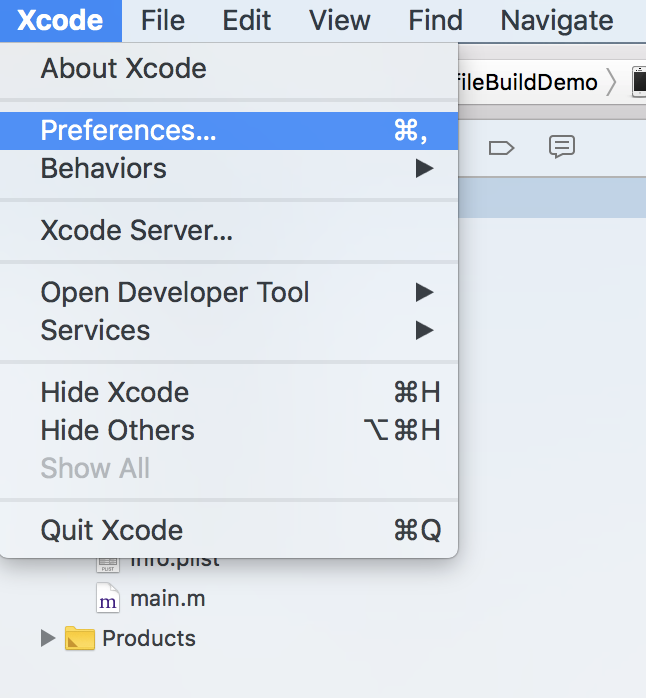 Xcode File Edit View Find Navigate
About Xcode
fileBuildDemo
Preferences... ⌘,
Behaviors
Xcode Server...
Open Developer Tool
Services
Hide Xcode ⌘H
Hide Others ⌥⌘H
Show All
Quit Xcode ⌘Q
Info.plist
main.m
Products